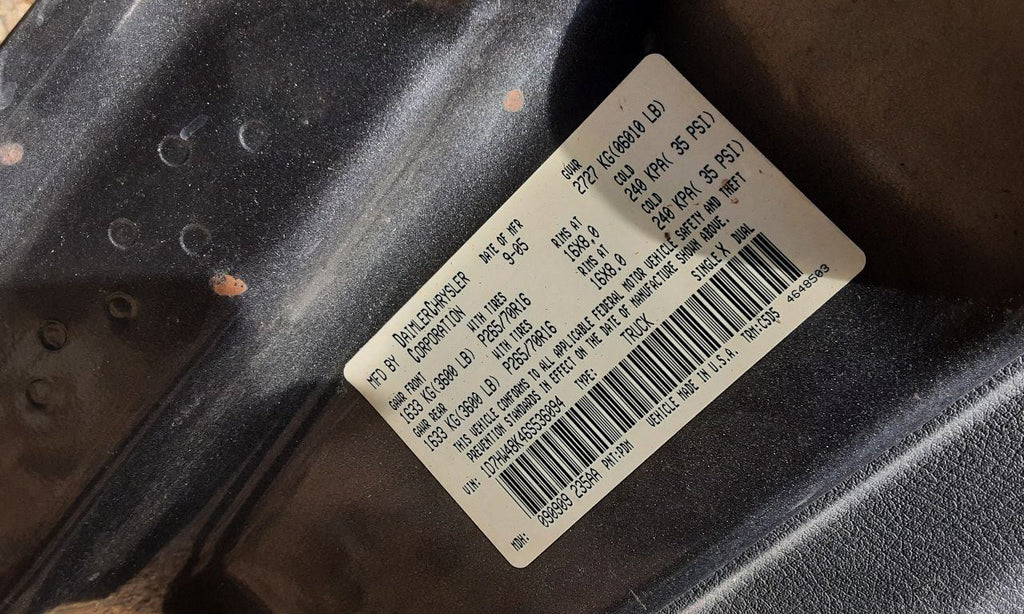 MFD BY DAIMLERCHRYSLER CORPORATION DATE OF MFR 9-05 GVWR 2727 KG(06010 LB)
GAWR FRONT WITH TIRES RIMS AT COLD
1633 KG(3600 LB) P265/70R16 16X8.0 240 KPA( 35 PSI)
GAWR REAR WITH TIRES RIMS AT COLD
1633 KG(3600 LB) P265/70R16 16X8.0 240 KPA( 35 PSI)
THIS VEHICLE CONFORMS TO ALL APPLICABLE FEDERAL MOTOR VEHICLE SAFETY AND THEFT
PREVENTION STANDARDS IN EFFECT ON THE DATE OF MANUFACTURE SHOWN ABOVE.
VIN: 1D7HW48K46S536094 TYPE: TRUCK SINGLE X DUAL
MDH: 090909 235AA PNT:PDM VEHICLE MADE IN U.S.A. TRM:C5D5 4648503